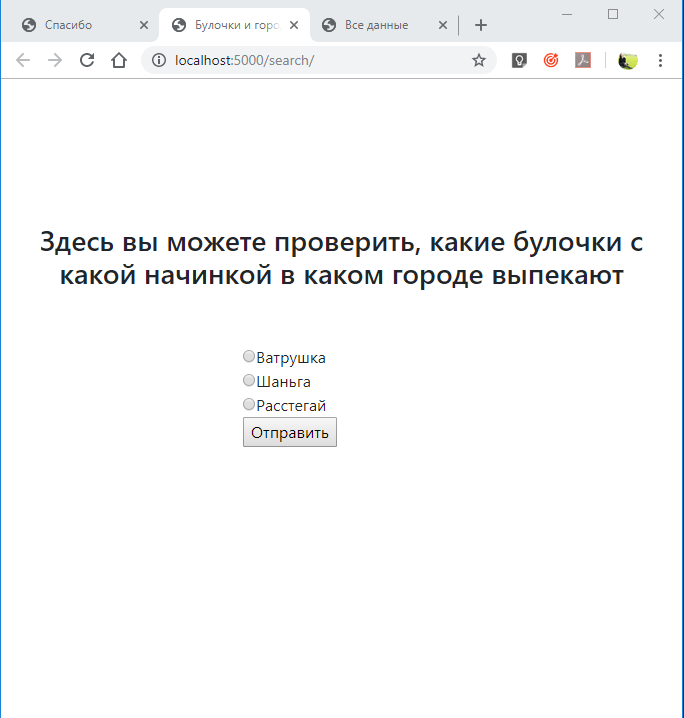 Спасибо
Булочки и горо
Все данные
localhost:5000/search/
Здесь вы можете проверить, какие булочки с
какой начинкой в каком городе выпекают
Ватрушка
Шаньга
Расстегай
Отправить